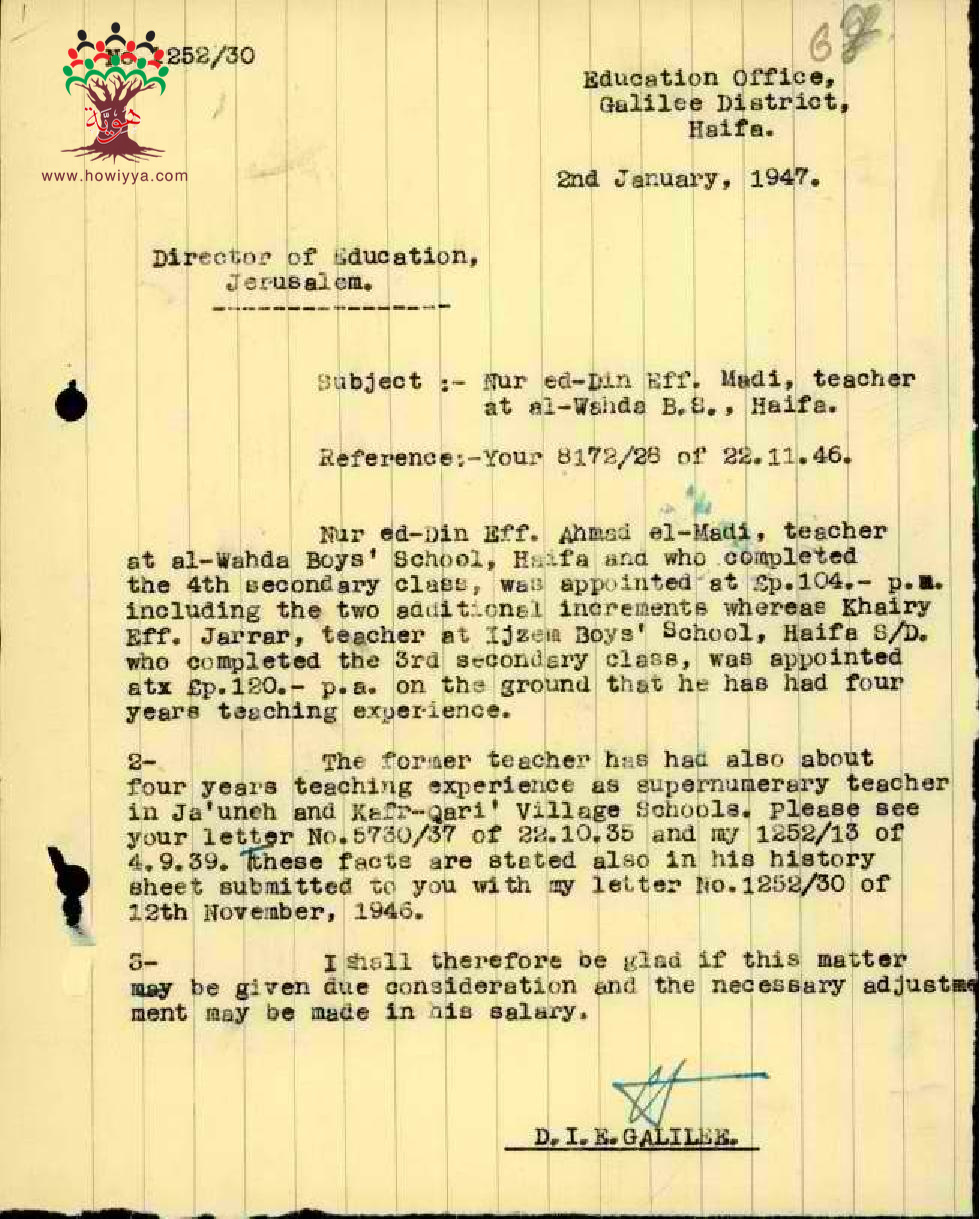 No 1252/30
68
هويّة
www.howiyya.com
Education Office,
Galilee District,
Haifa.
2nd January, 1947.
Director of Education,
Jerusalem.
Subject :- Nur ed-Din Eff. Madi, teacher
at al-Wahda B.S., Haifa.
Reference:-Your 8172/28 of 22.11.46.
Nur ed-Din Eff. Ahmad el-Madi, teacher
at al-Wahda Boys' School, Haifa and who completed
the 4th secondary class, was appointed at £p.104.- p.a.
including the two additional increments whereas Khairy
Eff. Jarrar, teacher at Ijzem Boys' School, Haifa S/D.
who completed the 3rd secondary class, was appointed
atx £p.120.- p.a. on the ground that he has had four
years teaching experience.
2- The former teacher has had also about
four years teaching experience as supernumerary teacher
in Ja'uneh and Kafr-Qari' Village Schools. Please see
your letter No.5730/37 of 22.10.35 and my 1252/13 of
4.9.39. these facts are stated also in his history
sheet submitted to you with my letter No.1252/30 of
12th November, 1946.
3- I shall therefore be glad if this matter
may be given due consideration and the necessary adjustme
ment may be made in his salary.
D.I.E.GALILEE.